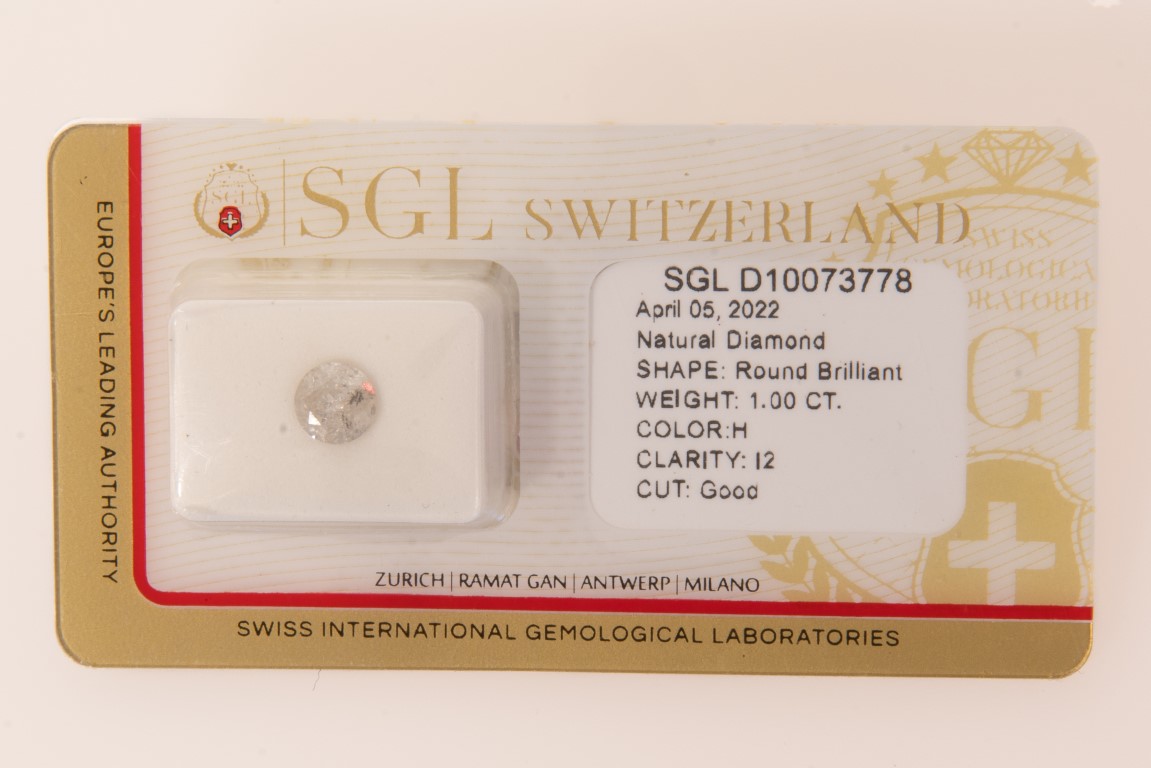 EUROPE'S LEADING AUTHORITY
SGL
SGL SWITZERLAND
SWISS
SGL D10073778
April 05, 2022
Natural Diamond
SHAPE: Round Brilliant
WEIGHT: 1.00 CT.
COLOR:H
CLARITY: I2
CUT: Good
ZURICH | RAMAT GAN | ANTWERP | MILANO
SWISS INTERNATIONAL GEMOLOGICAL LABORATORIES